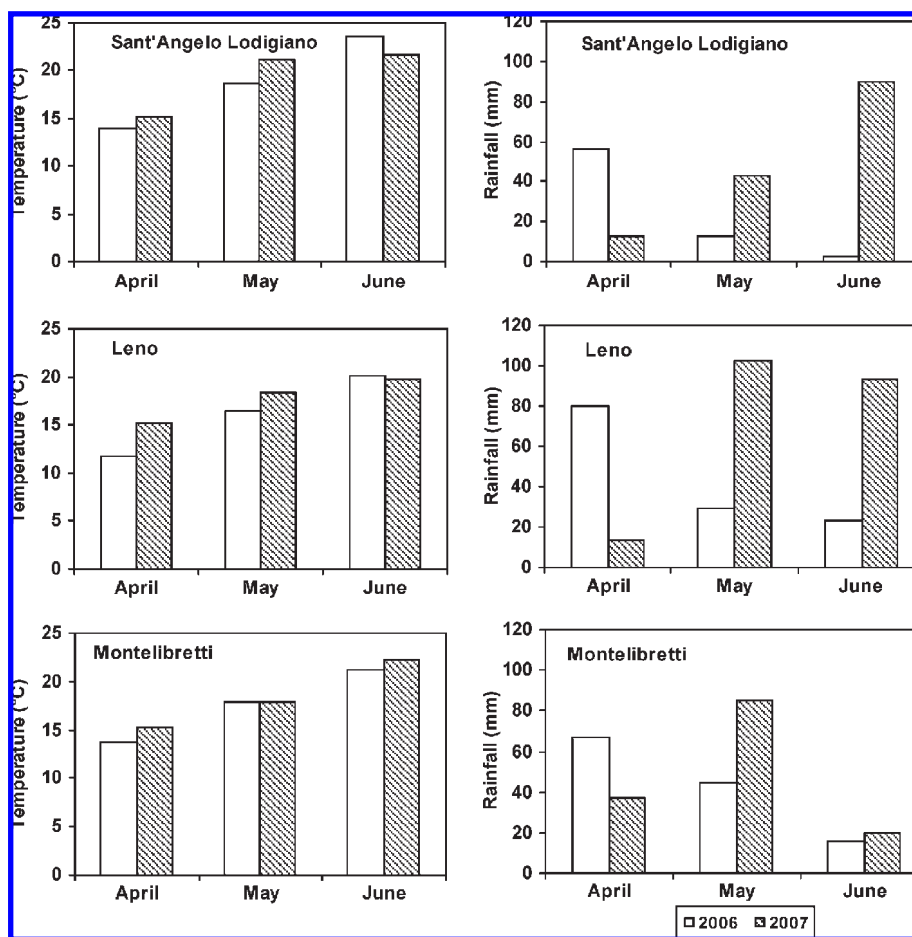 Sant'Angelo Lodigiano
Temperature (°C)
25
20
15
10
5
0
April May June
Sant'Angelo Lodigiano
Rainfall (mm)
120
100
80
60
40
20
0
April May June
Leno
Temperature (°C)
25
20
15
10
5
0
April May June
Leno
Rainfall (mm)
120
100
80
60
40
20
0
April May June
Montelibretti
Temperature (°C)
25
20
15
10
5
0
April May June
Montelibretti
Rainfall (mm)
120
100
80
60
40
20
0
April May June
2006 2007